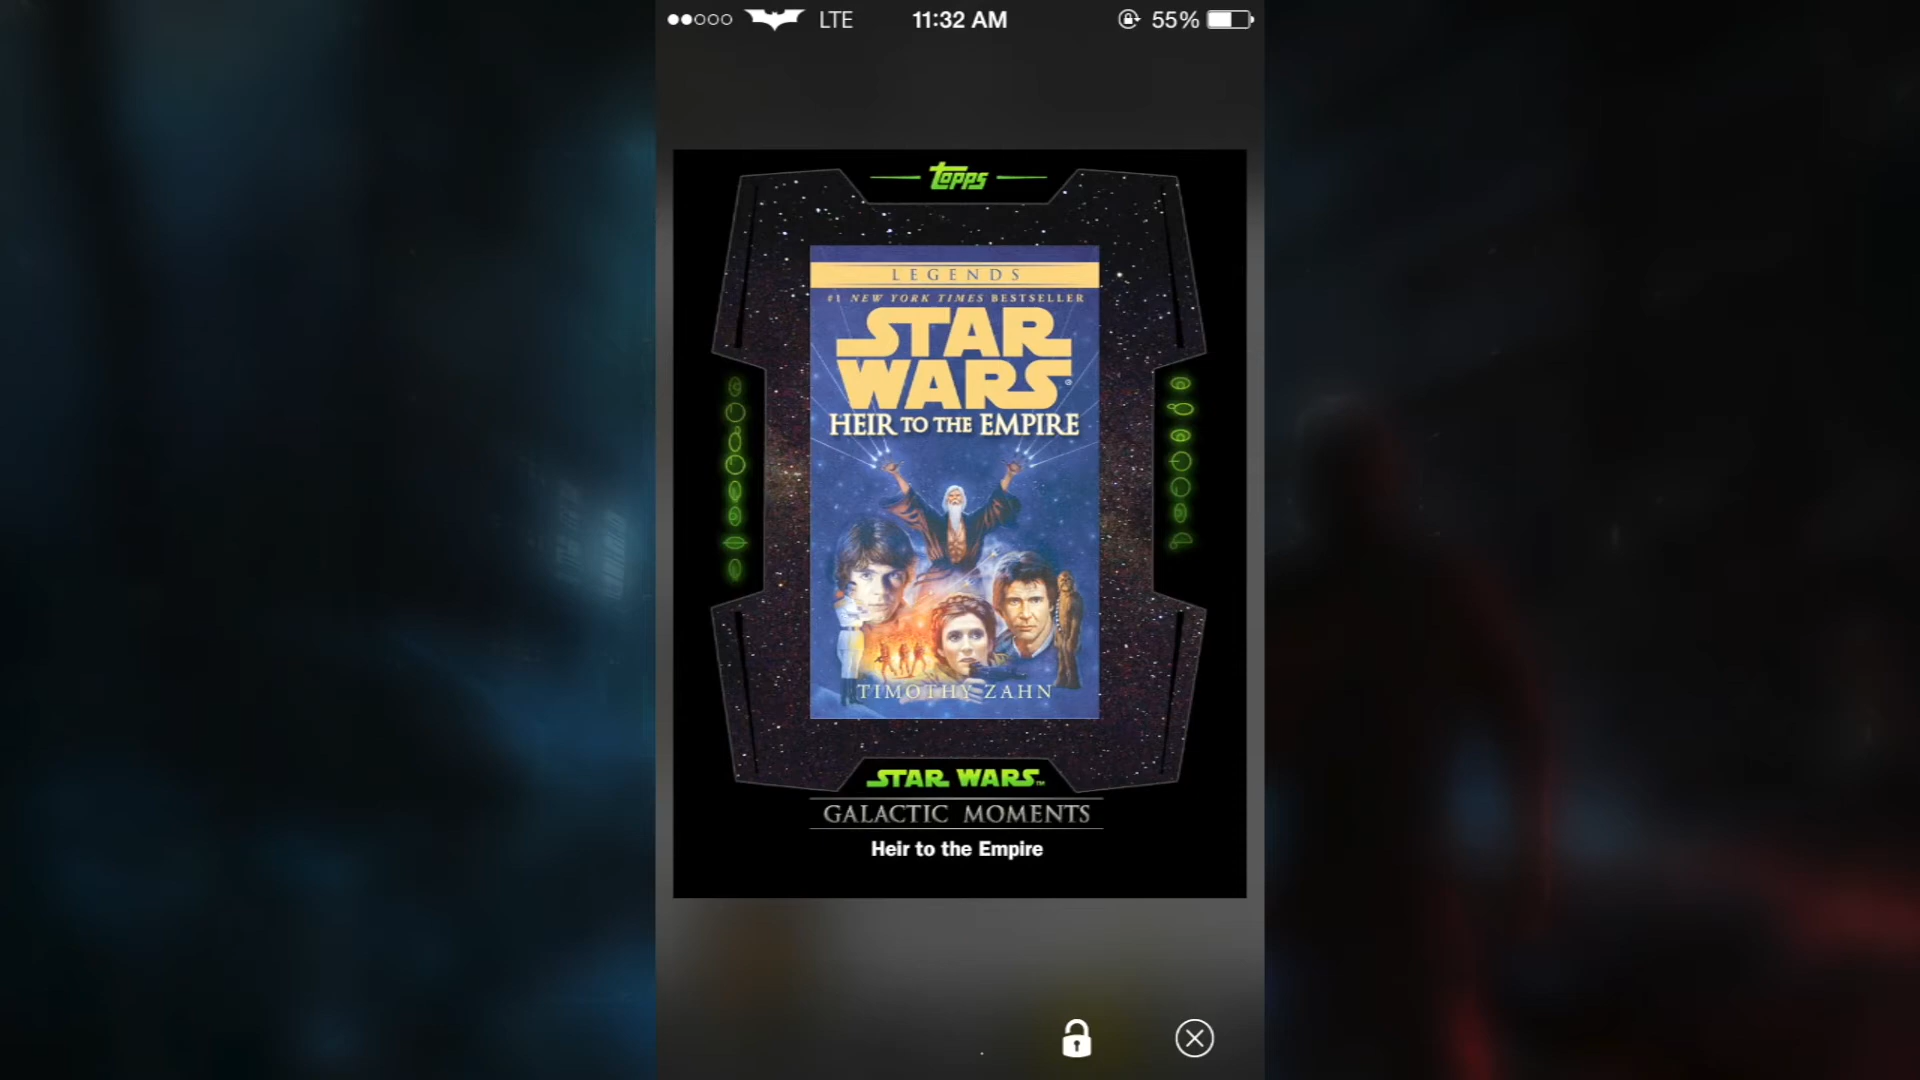 LTE 11:32 AM 55%
Topps
LEGENDS
#1 NEW YORK TIMES BESTSELLER
STAR
WARS®
HEIR TO THE EMPIRE
TIMOTHY ZAHN
STAR WARS™
GALACTIC MOMENTS
Heir to the Empire